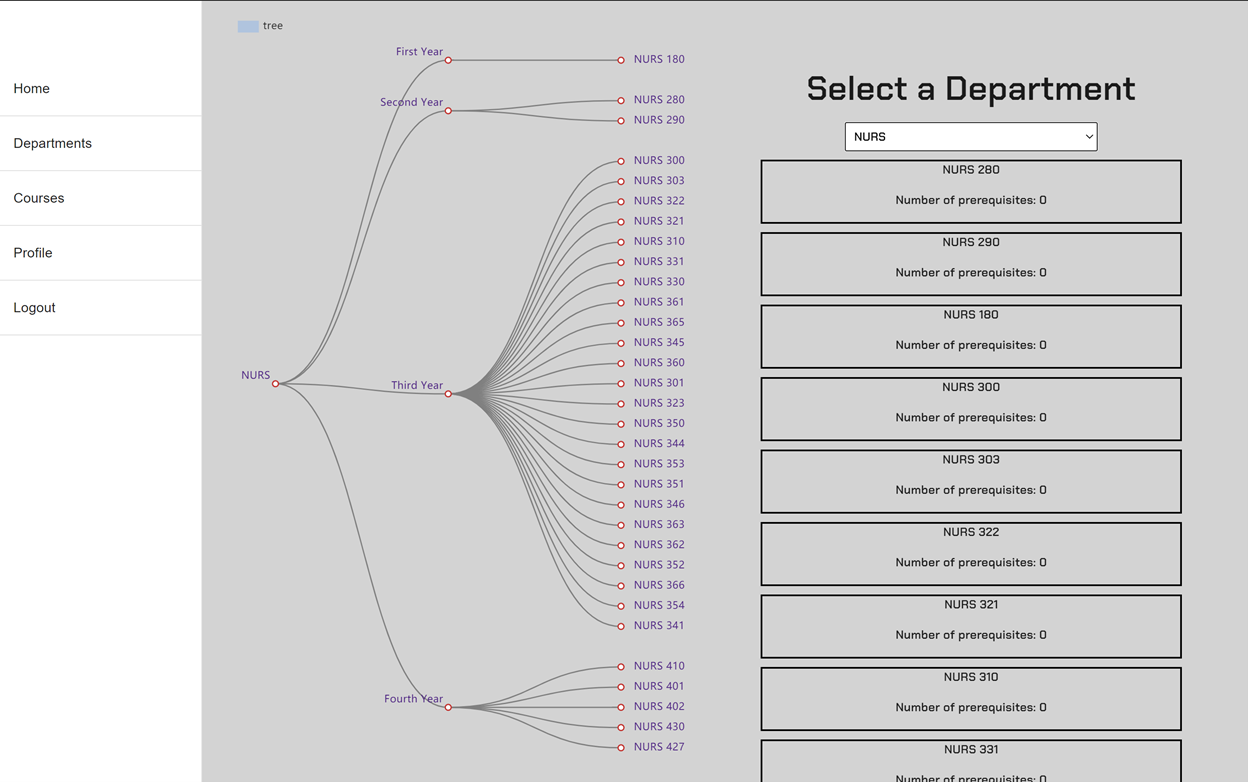 Home
Departments
Courses
Profile
Logout
tree
NURS
First Year
Second Year
Third Year
Fourth Year
NURS 180
NURS 280
NURS 290
NURS 300
NURS 303
NURS 322
NURS 321
NURS 310
NURS 331
NURS 330
NURS 361
NURS 365
NURS 345
NURS 360
NURS 301
NURS 323
NURS 350
NURS 344
NURS 353
NURS 351
NURS 346
NURS 363
NURS 362
NURS 352
NURS 366
NURS 354
NURS 341
NURS 410
NURS 401
NURS 402
NURS 430
NURS 427
Select a Department
NURS
NURS 280
Number of prerequisites: 0
NURS 290
Number of prerequisites: 0
NURS 180
Number of prerequisites: 0
NURS 300
Number of prerequisites: 0
NURS 303
Number of prerequisites: 0
NURS 322
Number of prerequisites: 0
NURS 321
Number of prerequisites: 0
NURS 310
Number of prerequisites: 0
NURS 331
Number of prerequisites: 0